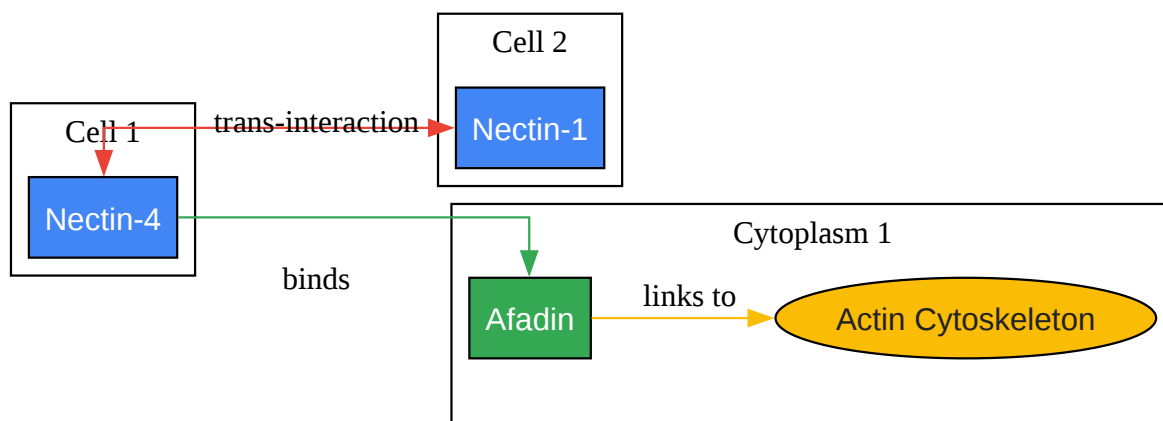 Cell 2
Cell 1
trans-interaction
Nectin-1
Nectin-4
Cytoplasm 1
binds
links to
Afadin
Actin Cytoskeleton